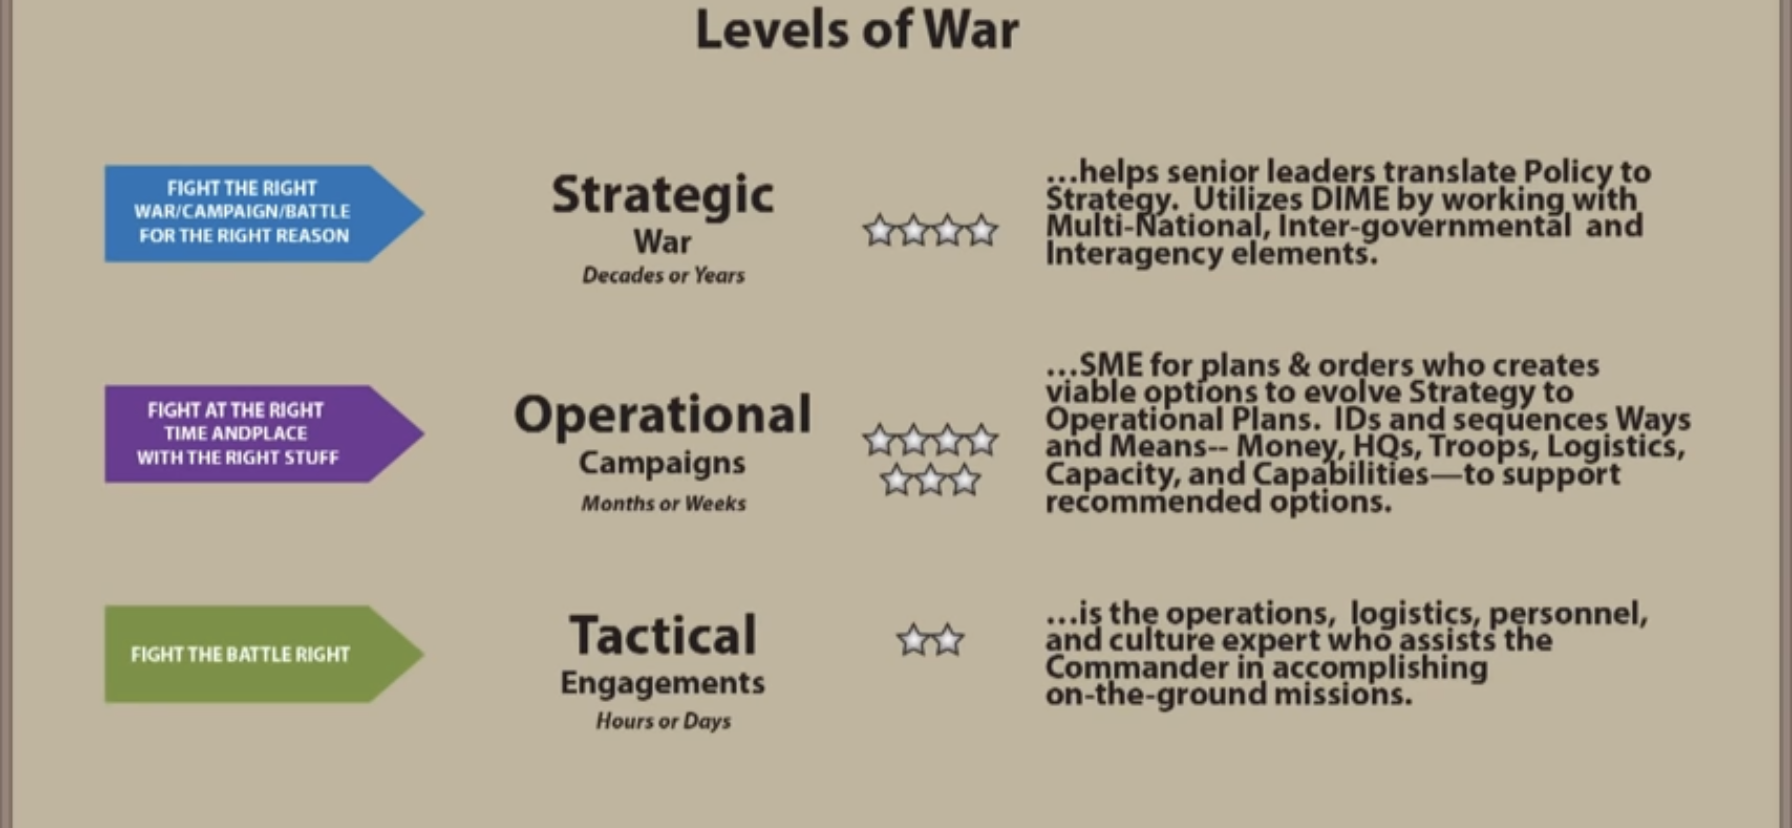 Levels of War
FIGHT THE RIGHT
WAR/CAMPAIGN/BATTLE
FOR THE RIGHT REASON
Strategic
War
Decades or Years
...helps senior leaders translate Policy to
Strategy.  Utilizes DIME by working with
Multi-National, Inter-governmental  and
Interagency elements.
FIGHT AT THE RIGHT
TIME ANDPLACE
WITH THE RIGHT STUFF
Operational
Campaigns
Months or Weeks
...SME for plans & orders who creates
viable options to evolve Strategy to
Operational Plans.  IDs and sequences Ways
and Means-- Money, HQs, Troops, Logistics,
Capacity, and Capabilities—to support
recommended options.
FIGHT THE BATTLE RIGHT
Tactical
Engagements
Hours or Days
...is the operations,  logistics, personnel,
and culture expert who assists the
Commander in accomplishing
on-the-ground missions.